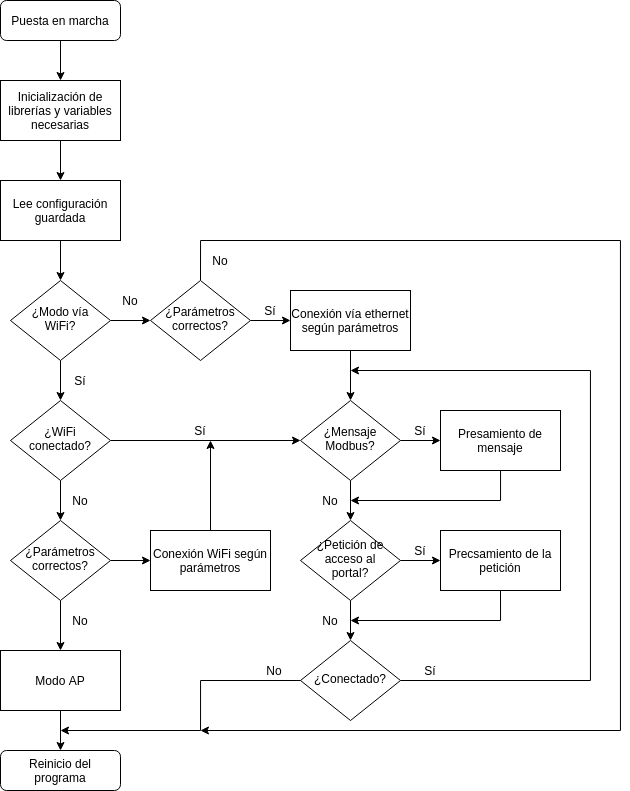 Puesta en marcha
Inicialización de
librerías y variables
necesarias
Lee configuración
guardada
No
¿Modo vía
WiFi?
No
¿Parámetros
correctos?
Sí
Conexión vía ethernet
según parámetros
Sí
¿WiFi
conectado?
Sí
¿Mensaje
Modbus?
Sí
Presamiento de
mensaje
No
No
¿Parámetros
correctos?
Conexión WiFi según
parámetros
¿Petición de
acceso al
portal?
Sí
Precsamiento de la
petición
No
No
Modo AP
No
¿Conectado?
Sí
Reinicio del
programa